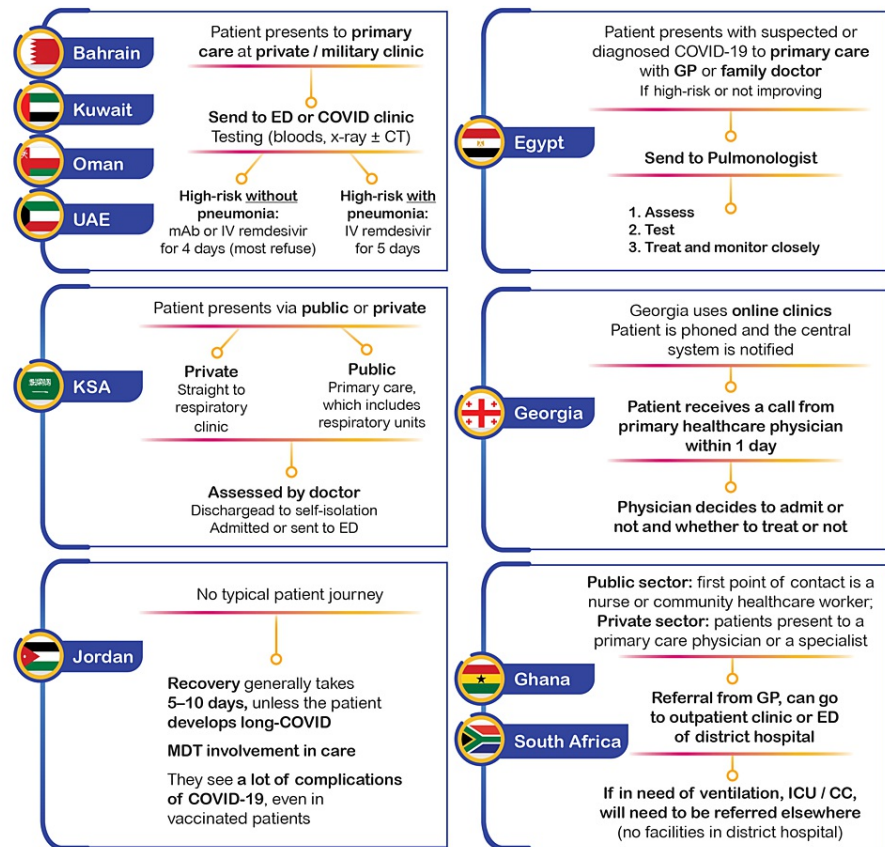 Bahrain
Kuwait
Oman
UAE
Patient presents to primary
care at private / military clinic
Send to ED or COVID clinic
Testing (bloods, x-ray ± CT)
High-risk without
pneumonia:
mAb or IV remdesivir
for 4 days (most refuse)
High-risk with
pneumonia:
IV remdesivir
for 5 days
Egypt
Patient presents with suspected or
diagnosed COVID-19 to primary care
with GP or family doctor
If high-risk or not improving
Send to Pulmonologist
1. Assess
2. Test
3. Treat and monitor closely
KSA
Patient presents via public or private
Private
Straight to
respiratory
clinic
Public
Primary care,
which includes
respiratory units
Assessed by doctor
Dischargead to self-isolation
Admitted or sent to ED
Georgia
Georgia uses online clinics
Patient is phoned and the central
system is notified
Patient receives a call from
primary healthcare physician
within 1 day
Physician decides to admit or
not and whether to treat or not
Jordan
No typical patient journey
Recovery generally takes
5–10 days, unless the patient
develops long-COVID
MDT involvement in care
They see a lot of complications
of COVID-19, even in
vaccinated patients
Ghana
South Africa
Public sector: first point of contact is a
nurse or community healthcare worker;
Private sector: patients present to a
primary care physician or a specialist
Referral from GP, can go
to outpatient clinic or ED
of district hospital
If in need of ventilation, ICU / CC,
will need to be referred elsewhere
(no facilities in district hospital)